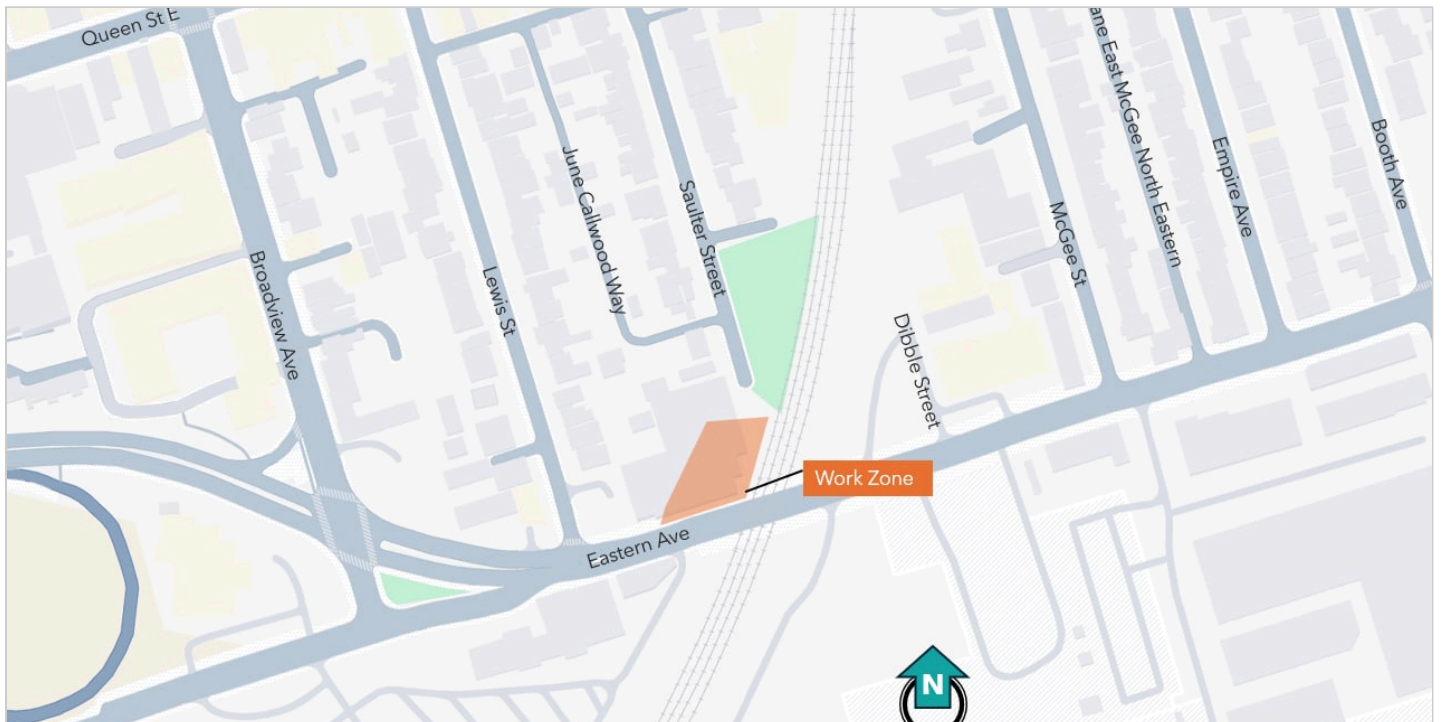 Queen St E
ane East McGee North Eastern
June Callwood Way
Saulter Street
Booth Ave
Empire Ave
McGee St
Broadview Ave
Lewis St
Dibble Street
Work Zone
Eastern Ave
N